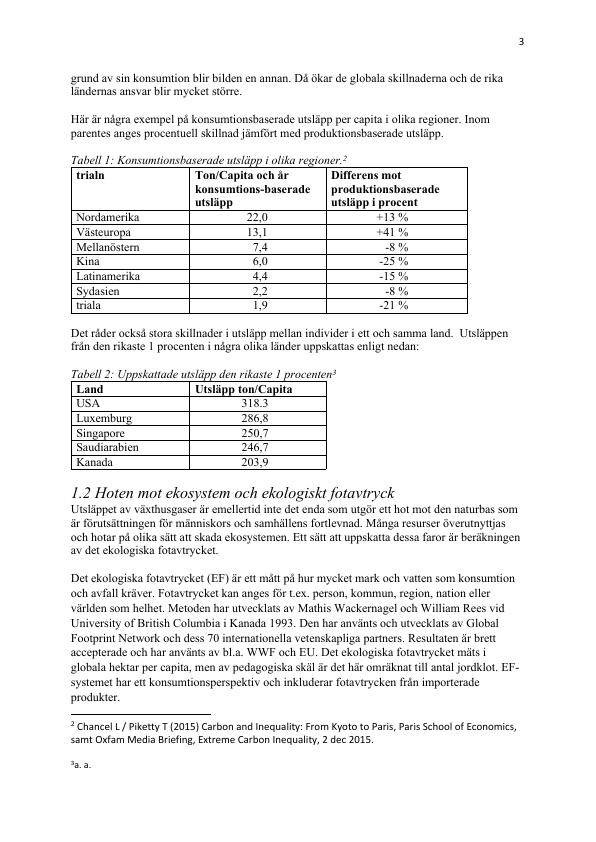 3
grund av sin konsumtion blir bilden en annan. Då ökar de globala skillnaderna och de rika
ländernas ansvar blir mycket större.
Här är några exempel på konsumtionsbaserade utsläpp per capita i olika regioner. Inom
parentes anges procentuell skillnad jämfört med produktionsbaserade utsläpp.
Tabell 1: Konsumtionsbaserade utsläpp i olika regioner.2
trialn Ton/Capita och år Differens mot
konsumtions-baserade produktionsbaserade
utsläpp utsläpp i procent
Nordamerika 22,0 +13 %
Västeuropa 13,1 +41 %
Mellanöstern 7,4 -8 %
Kina 6,0 -25 %
Latinamerika 4,4 -15 %
Sydasien 2,2 -8 %
triala 1,9 -21 %
Det råder också stora skillnader i utsläpp mellan individer i ett och samma land.  Utsläppen
från den rikaste 1 procenten i några olika länder uppskattas enligt nedan:
Tabell 2: Uppskattade utsläpp den rikaste 1 procenten3
Land Utsläpp ton/Capita
USA 318.3
Luxemburg 286,8
Singapore 250,7
Saudiarabien 246,7
Kanada 203,9
1.2 Hoten mot ekosystem och ekologiskt fotavtryck
Utsläppet av växthusgaser är emellertid inte det enda som utgör ett hot mot den naturbas som
är förutsättningen för människors och samhällens fortlevnad. Många resurser överutnyttjas
och hotar på olika sätt att skada ekosystemen. Ett sätt att uppskatta dessa faror är beräkningen
av det ekologiska fotavtrycket.
Det ekologiska fotavtrycket (EF) är ett mått på hur mycket mark och vatten som konsumtion
och avfall kräver. Fotavtrycket kan anges för t.ex. person, kommun, region, nation eller
världen som helhet. Metoden har utvecklats av Mathis Wackernagel och William Rees vid
University of British Columbia i Kanada 1993. Den har använts och utvecklats av Global
Footprint Network och dess 70 internationella vetenskapliga partners. Resultaten är brett
accepterade och har använts av bl.a. WWF och EU. Det ekologiska fotavtrycket mäts i
globala hektar per capita, men av pedagogiska skäl är det här omräknat till antal jordklot. EF-
systemet har ett konsumtionsperspektiv och inkluderar fotavtrycken från importerade
produkter.
2 Chancel L / Piketty T (2015) Carbon and Inequality: From Kyoto to Paris, Paris School of Economics,
samt Oxfam Media Briefing, Extreme Carbon Inequality, 2 dec 2015.
3a. a.